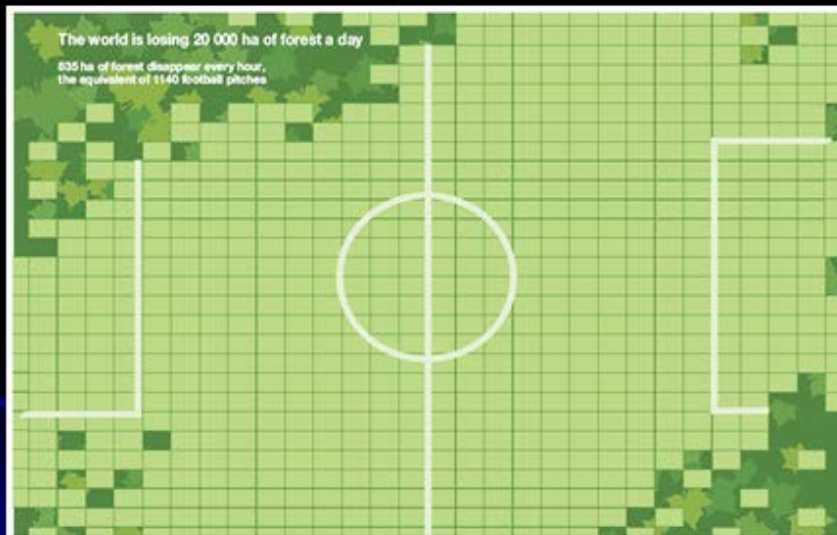 The world is losing 20 000 ha of forest a day
835 ha of forest disappear every hour,
the equivalent of 1140 football pitches